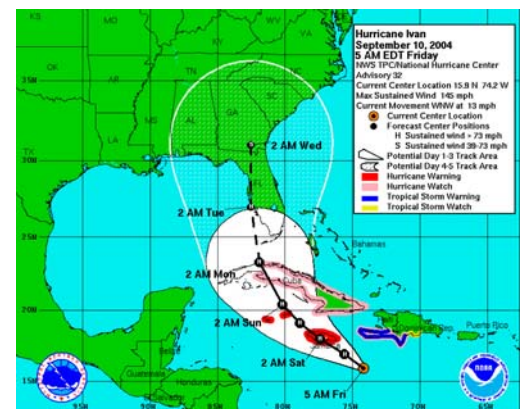 Hurricane Ivan
September 10, 2004
5 AM EDT Friday
NWS TPC/National Hurricane Center
Advisory 32
Current Center Location 15.8 N 74.2 W
Max Sustained Wind 145 mph
Current Movement WNW at 13 mph
Current Center Location
Forecast Center Positions
H Sustained wind > 73 mph
S Sustained wind 39-73 mph
Potential Day 1-3 Track Area
Potential Day 4-5 Track Area
Hurricane Warning
Hurricane Watch
Tropical Storm Warning
Tropical Storm Watch
KS
MO
KY
VA
OK
TN
NC
AR
SC
MS
AL
GA
LA
2 AM Wed
30N
FL
2 AM Tue
25N
Bahamas
2 AM Mon
Cuba
20N
2 AM Sun
Puerto Rico
2 AM Sat
Guatemala
Honduras
15N
5 AM Fri
El Salvador
NOAA
95W
90W
85W
80W
75W
70W
65W